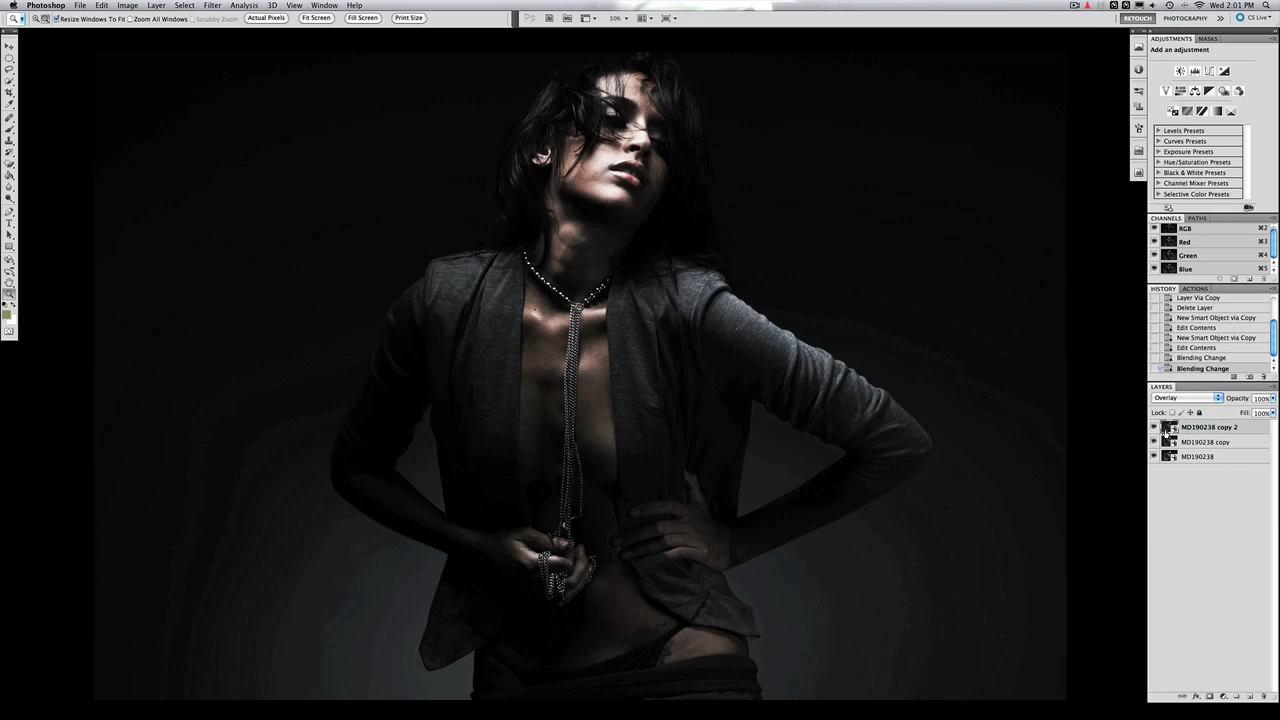 Photoshop File Edit Image Layer Select Filter Analysis 3D View Window Help Wed 2:01 PM
Resize Windows To Fit All Windows Scrubby Zoom Actual Pixels Fit Screen Fill Screen Print Size 50% RETOUCH PHOTOGRAPHY CS Live
ADJUSTMENTS MASKS
Add an adjustment
Levels Presets
Curves Presets
Exposure Presets
Hue/Saturation Presets
Black & White Presets
Channel Mixer Presets
Selective Color Presets
CHANNELS PATHS
RGB ⌘2
Red ⌘3
Green ⌘4
Blue ⌘5
HISTORY ACTIONS
Layer Via Copy
Delete Layer
New Smart Object via Copy
Edit Contents
New Smart Object via Copy
Edit Contents
Blending Change
Blending Change
LAYERS
Overlay Opacity: 100%
Lock: Fill: 100%
MD190238 copy 2
MD190238 copy
MD190238